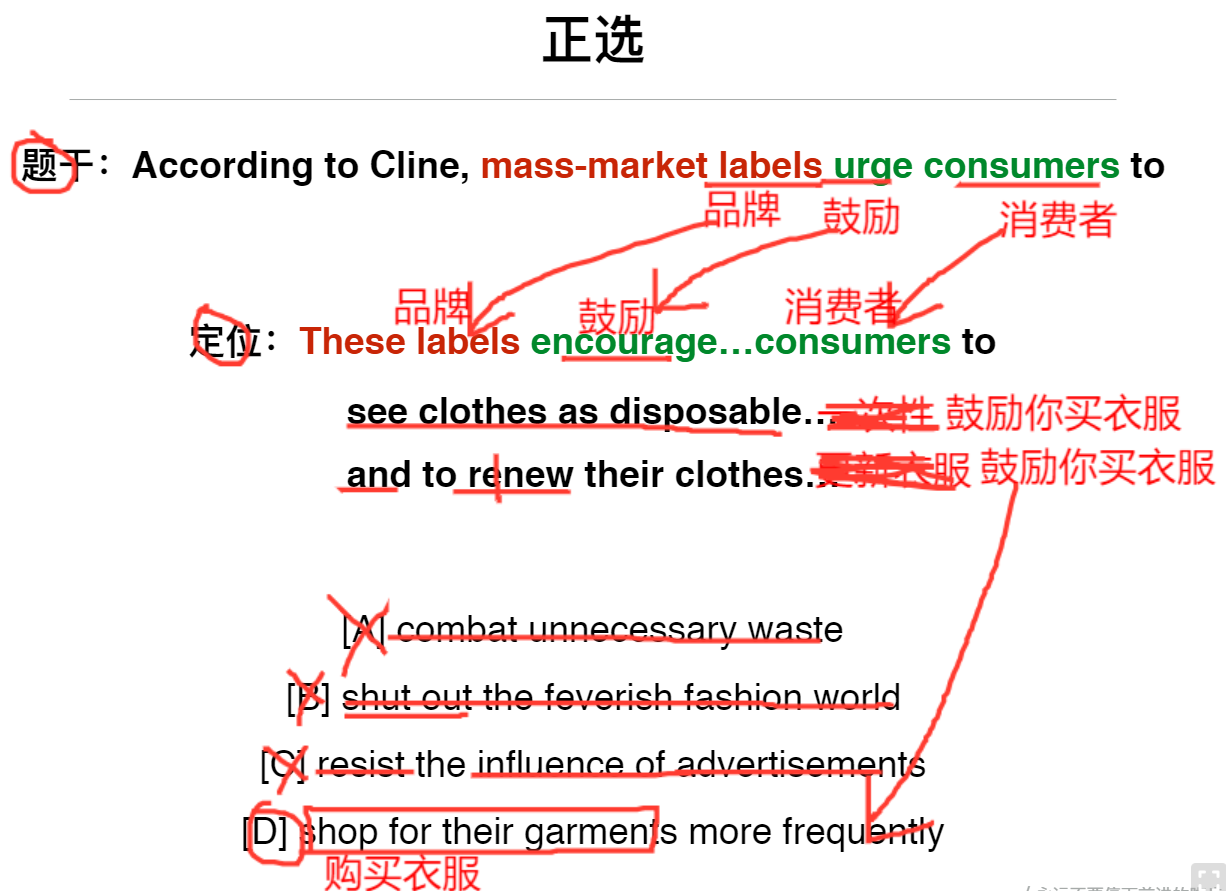 正选
题干：According to Cline, mass-market labels urge consumers to
品牌 鼓励 消费者
品牌 鼓励 消费者
定位：These labels encourage…consumers to
see clothes as disposable… 鼓励你买衣服
and to renew their clothes… 更新衣服 鼓励你买衣服
[A] combat unnecessary waste
[B] shut out the feverish fashion world
[C] resist the influence of advertisements
[D] shop for their garments more frequently
购买衣服